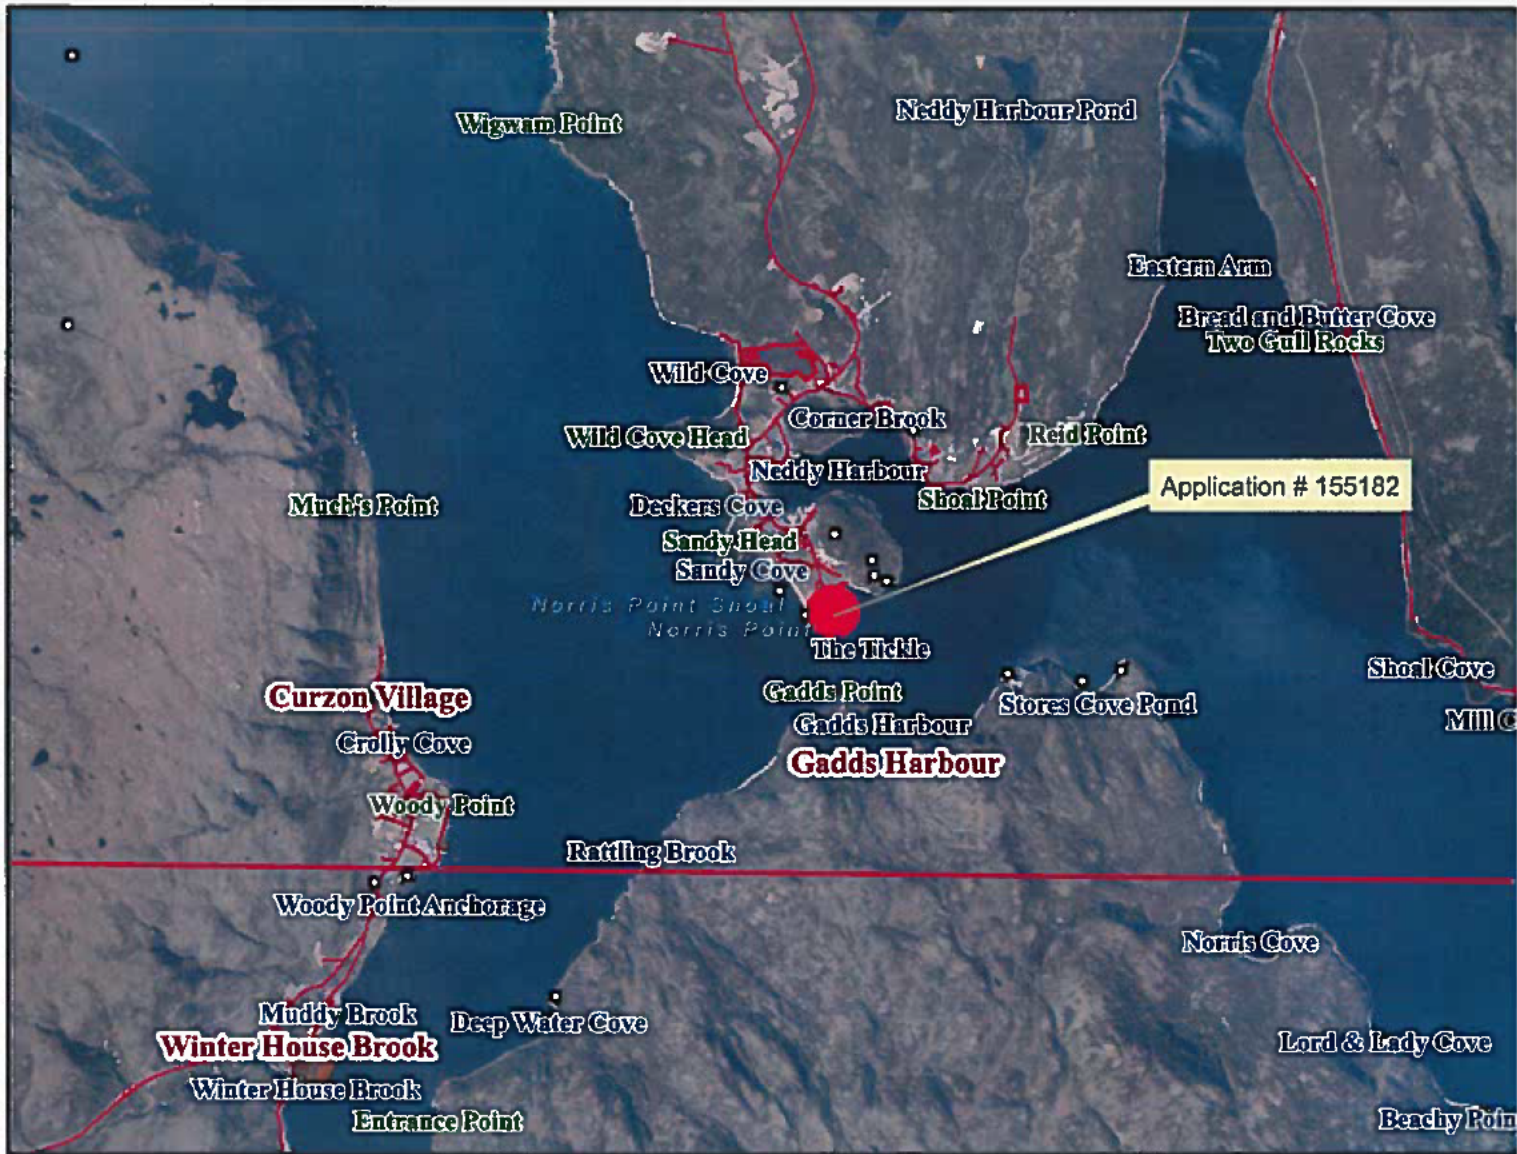 Wigwam Point
Neddy Harbour Pond
Eastern Arm
Bread and Butter Cove
Two Gull Rocks
Wild Cove
Corner Brook
Wild Cove Head
Reid Point
Neddy Harbour
Application # 155182
Much's Point
Deckers Cove
Shoal Point
Sandy Head
Sandy Cove
Norris Point Shoal
Norris Point
The Tickle
Shoal Cove
Curzon Village
Gadds Point
Stores Cove Pond
Mill C
Gadds Harbour
Crolly Cove
Gadds Harbour
Woody Point
Rattling Brook
Woody Point Anchorage
Norris Cove
Muddy Brook
Deep Water Cove
Winter House Brook
Lord & Lady Cove
Winter House Brook
Entrance Point
Beachy Poin